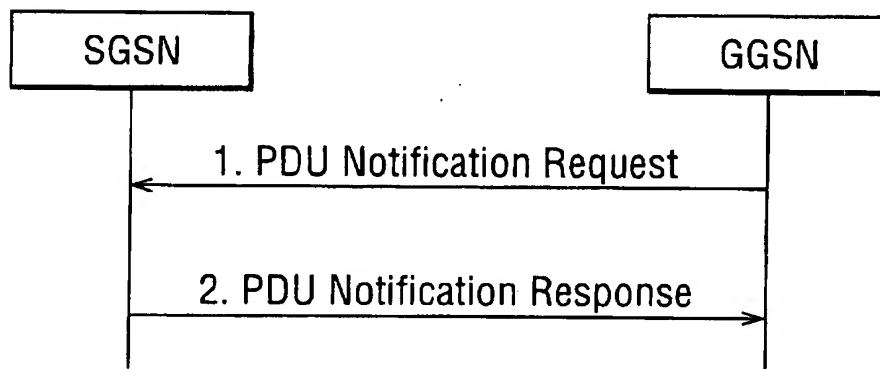 SGSN
GGSN
1. PDU Notification Request
2. PDU Notification Response